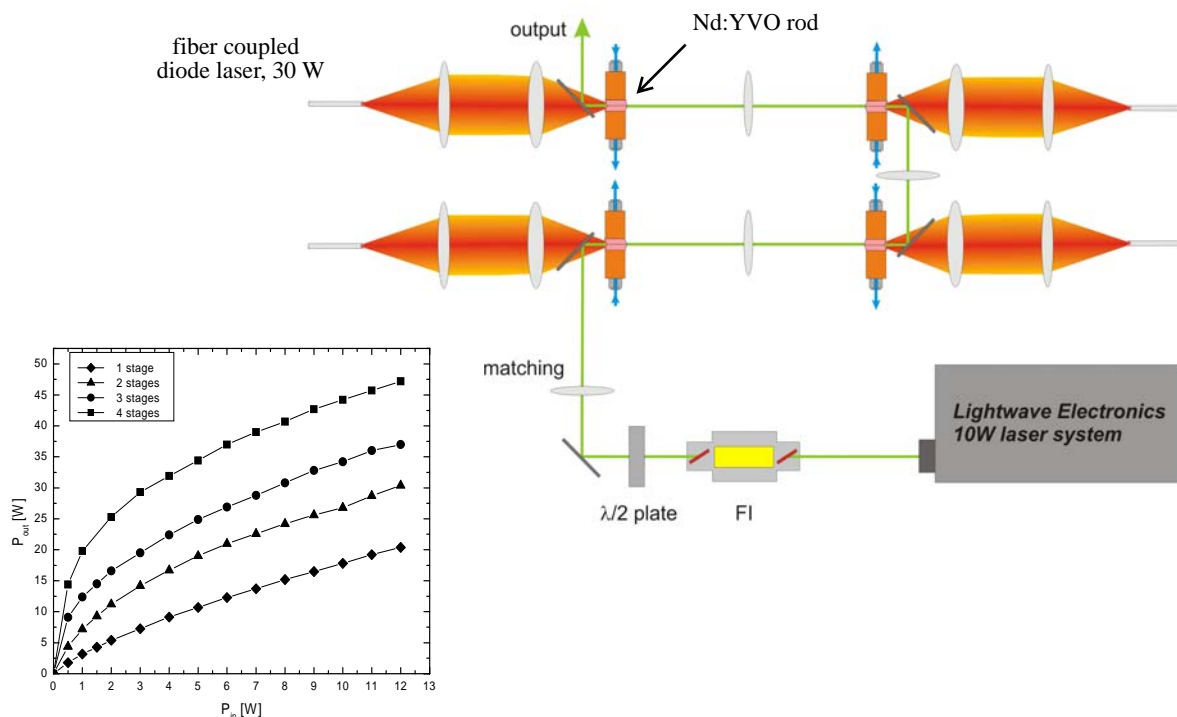 output
Nd:YVO rod
fiber coupled
diode laser, 30 W
matching
Lightwave Electronics
10W laser system
λ/2 plate
FI
50
45
40
35
30
25
20
15
10
5
0
P_out [W]
1 stage
2 stages
3 stages
4 stages
0 1 2 3 4 5 6 7 8 9 10 11 12 13
P_in [W]